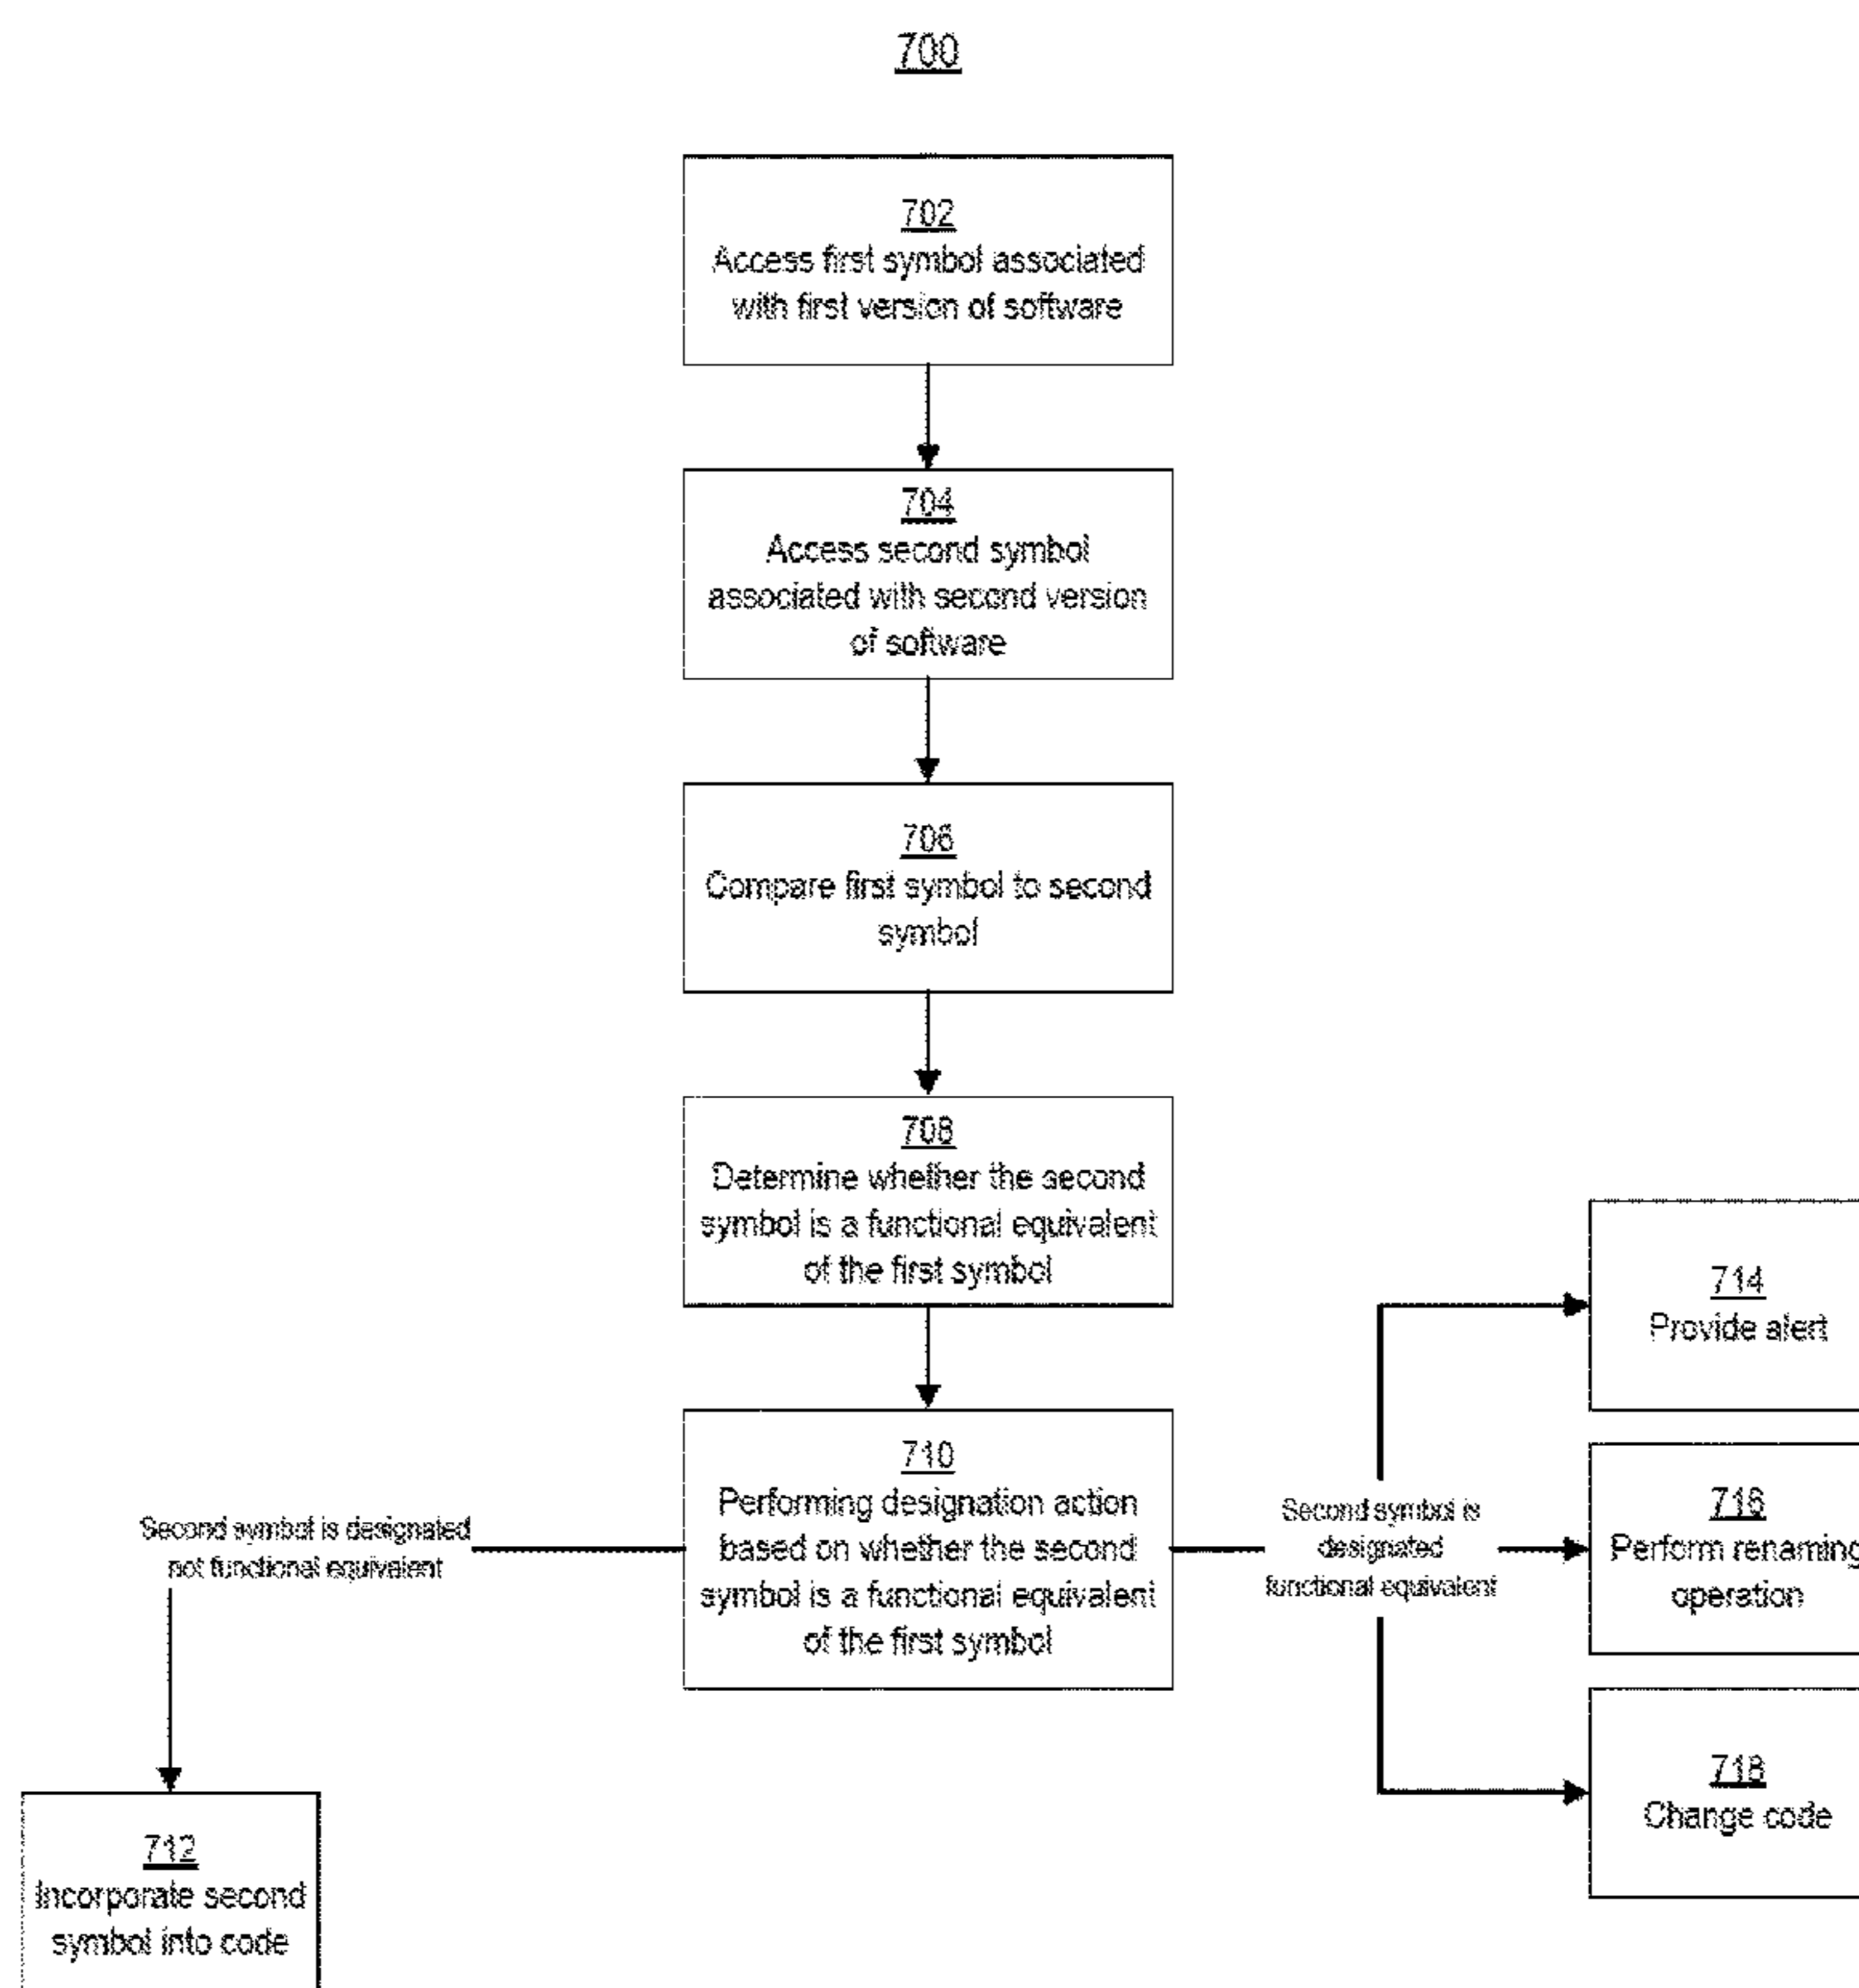 700
702
Access first symbol associated
with first version of software
704
Access second symbol
associated with second version
of software
706
Compare first symbol to second
symbol
708
Determine whether the second
symbol is a functional equivalent
of the first symbol
710
Performing designation action
based on whether the second
symbol is a functional equivalent
of the first symbol
Second symbol is designated
not functional equivalent
712
Incorporate second
symbol into code
Second symbol is
designated
functional equivalent
714
Provide alert
716
Perform renaming
operation
718
Change code